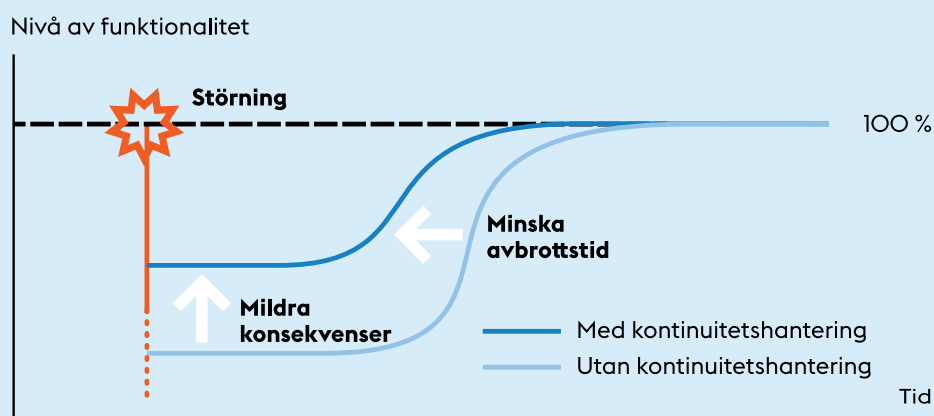 Nivå av funktionalitet
Störning
100 %
Minska
avbrottstid
Mildra
konsekvenser
Med kontinuitetshantering
Utan kontinuitetshantering
Tid